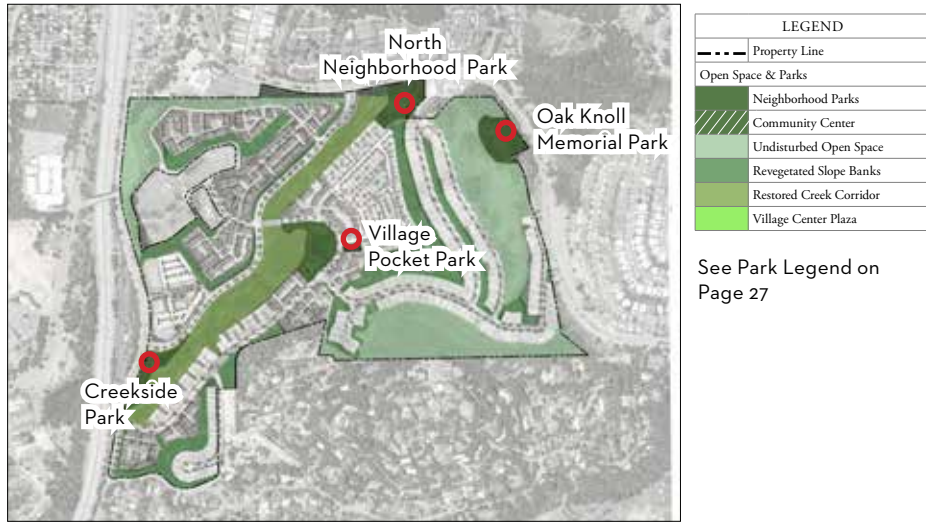 North
Neighborhood Park
Oak Knoll
Memorial Park
Village
Pocket Park
Creekside
Park
LEGEND
Property Line
Open Space & Parks
Neighborhood Parks
Community Center
Undisturbed Open Space
Revegetated Slope Banks
Restored Creek Corridor
Village Center Plaza
See Park Legend on
Page 27